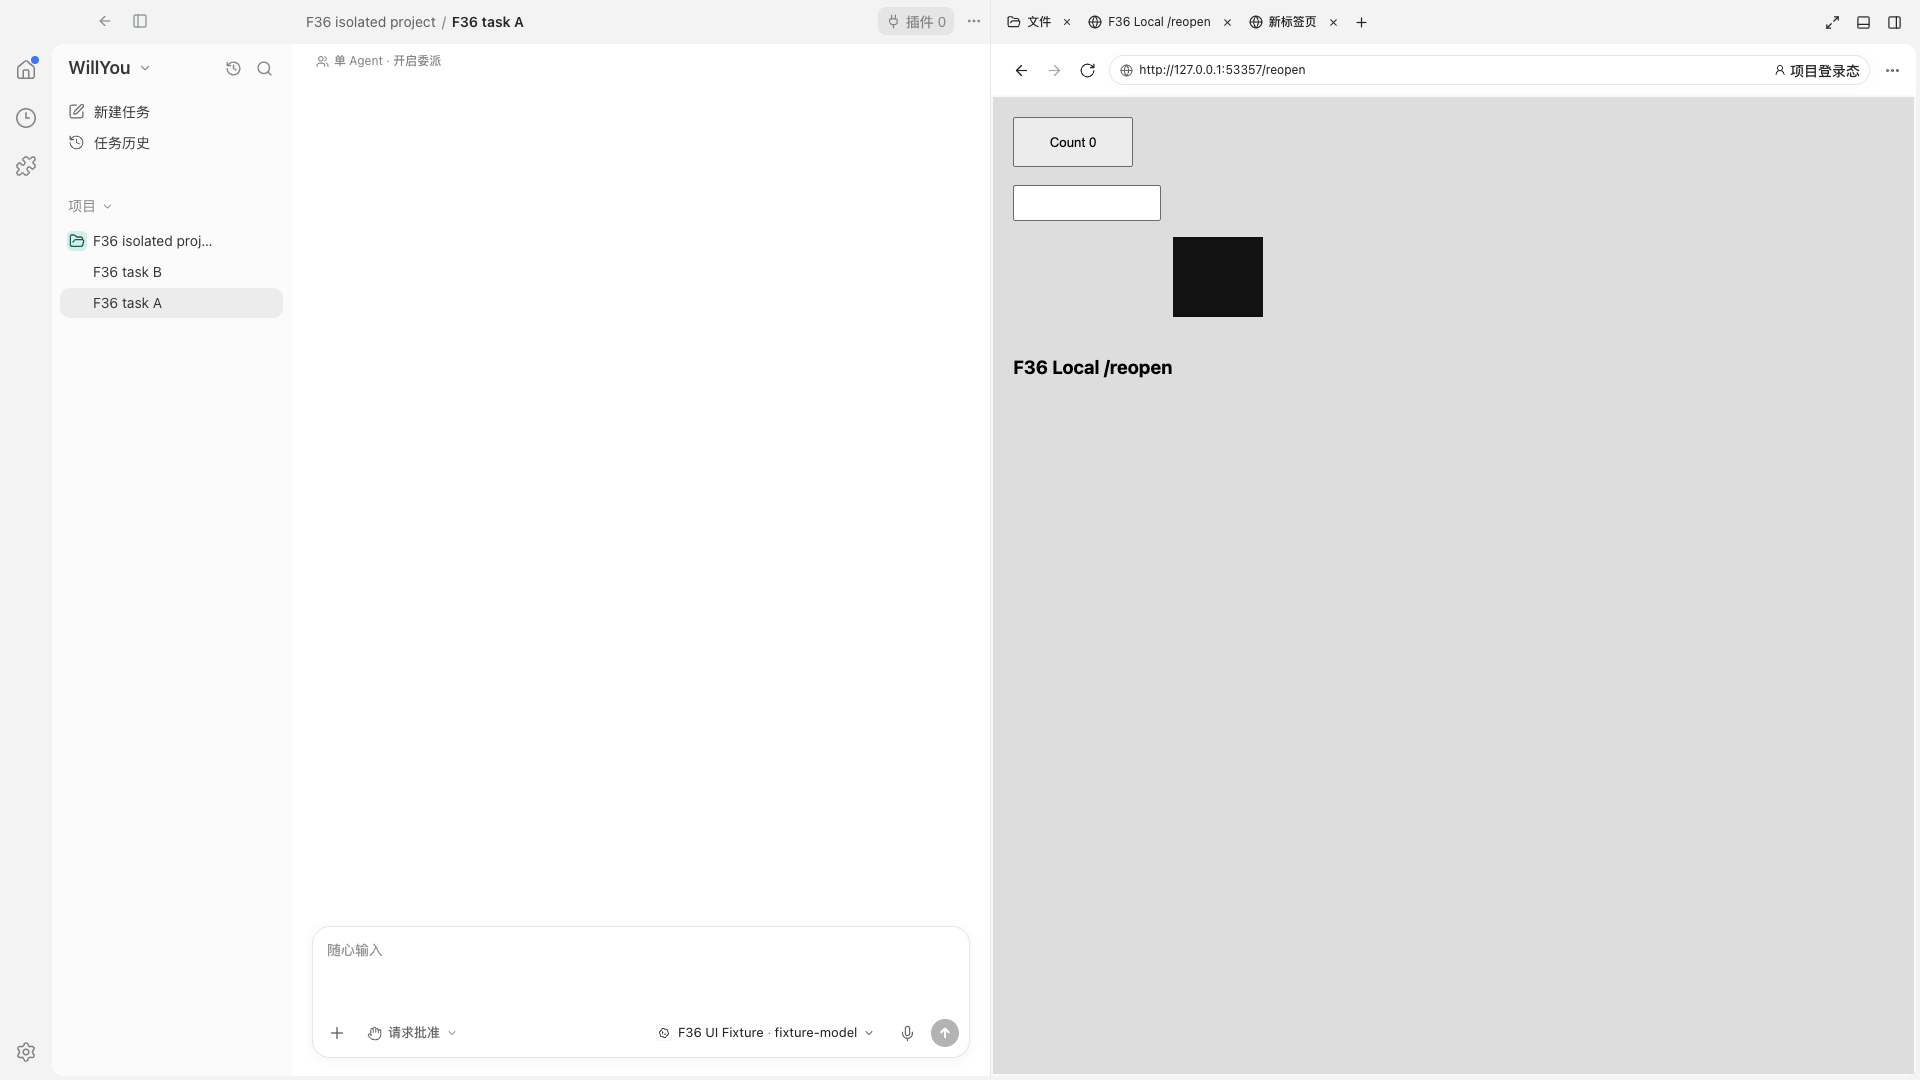 F36 isolated project / F36 task A
插件 0
文件
F36 Local /reopen
新标签页
WillYou
单 Agent · 开启委派
http://127.0.0.1:53357/reopen
项目登录态
新建任务
任务历史
项目
F36 isolated proj...
F36 task B
F36 task A
Count 0
F36 Local /reopen
随心输入
请求批准
F36 UI Fixture · fixture-model